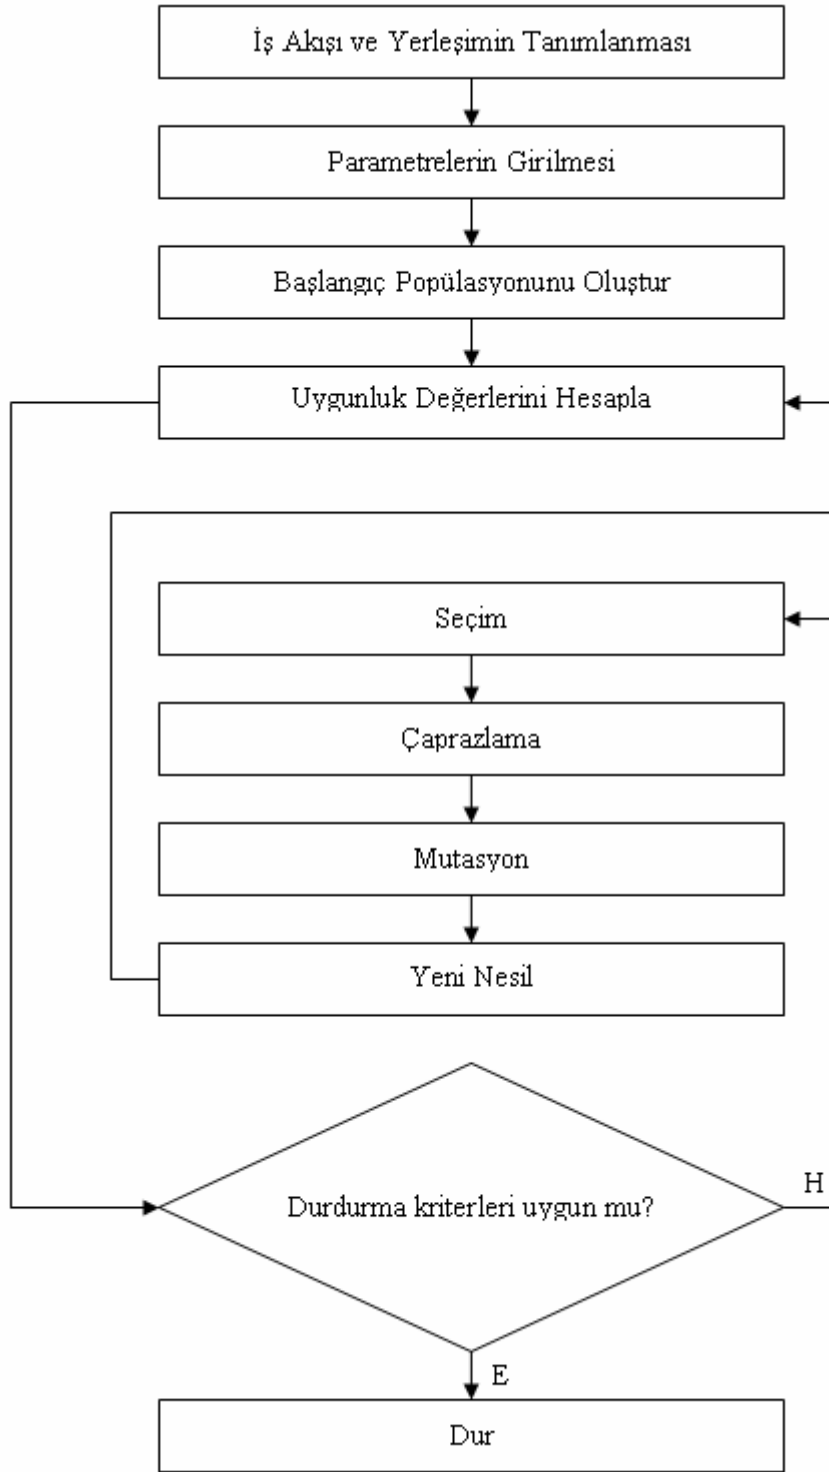 İş Akışı ve Yerleşimin Tanımlanması
Parametrelerin Girilmesi
Başlangıç Popülasyonunu Oluştur
Uygunluk Değerlerini Hesapla
Seçim
Çaprazlama
Mutasyon
Yeni Nesil
Durdurma kriterleri uygun mu?
H
E
Dur